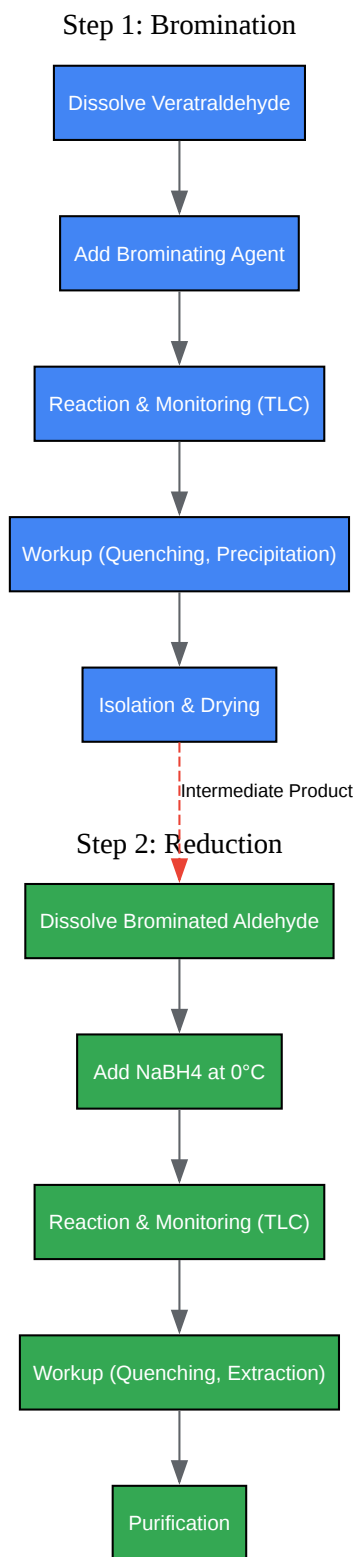 Step 1: Bromination
Dissolve Veratraldehyde
Add Brominating Agent
Reaction & Monitoring (TLC)
Workup (Quenching, Precipitation)
Isolation & Drying
Intermediate Product
Step 2: Reduction
Dissolve Brominated Aldehyde
Add NaBH4 at 0°C
Reaction & Monitoring (TLC)
Workup (Quenching, Extraction)
Purification